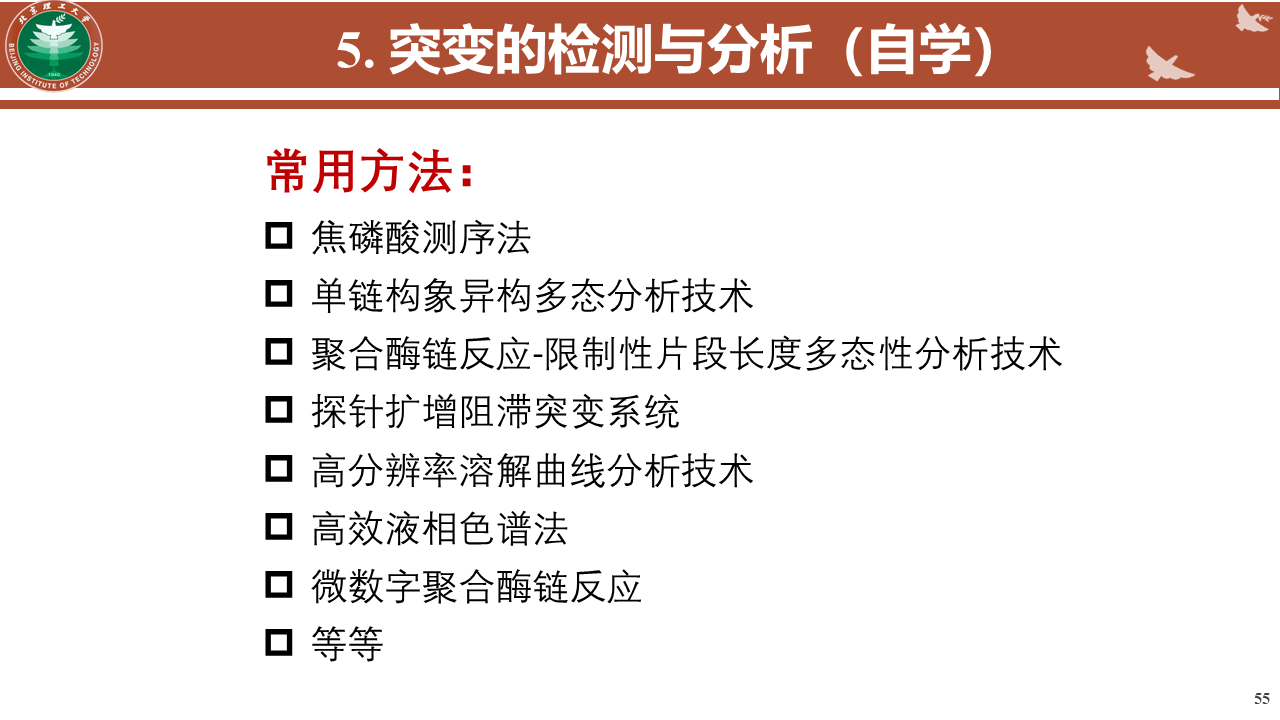 北京理工大学
BEIJING INSTITUTE OF TECHNOLOGY
1940
5. 突变的检测与分析（自学）
常用方法：
焦磷酸测序法
单链构象异构多态分析技术
聚合酶链反应-限制性片段长度多态性分析技术
探针扩增阻滞突变系统
高分辨率溶解曲线分析技术
高效液相色谱法
微数字聚合酶链反应
等等
55